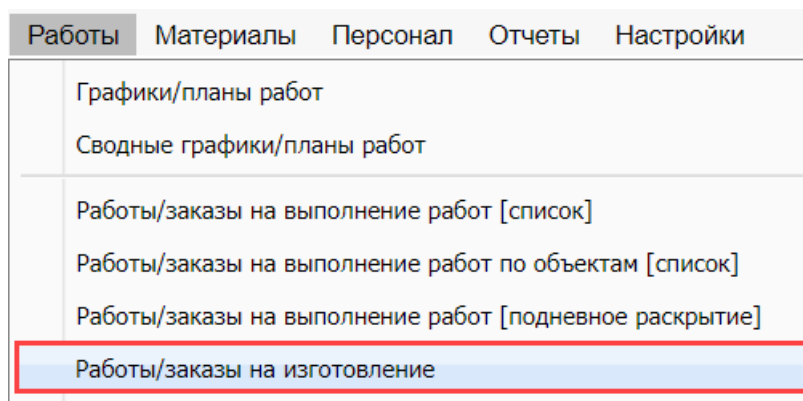 Работы Материалы Персонал Отчеты Настройки
Графики/планы работ
Сводные графики/планы работ
Работы/заказы на выполнение работ [список]
Работы/заказы на выполнение работ по объектам [список]
Работы/заказы на выполнение работ [подневное раскрытие]
Работы/заказы на изготовление